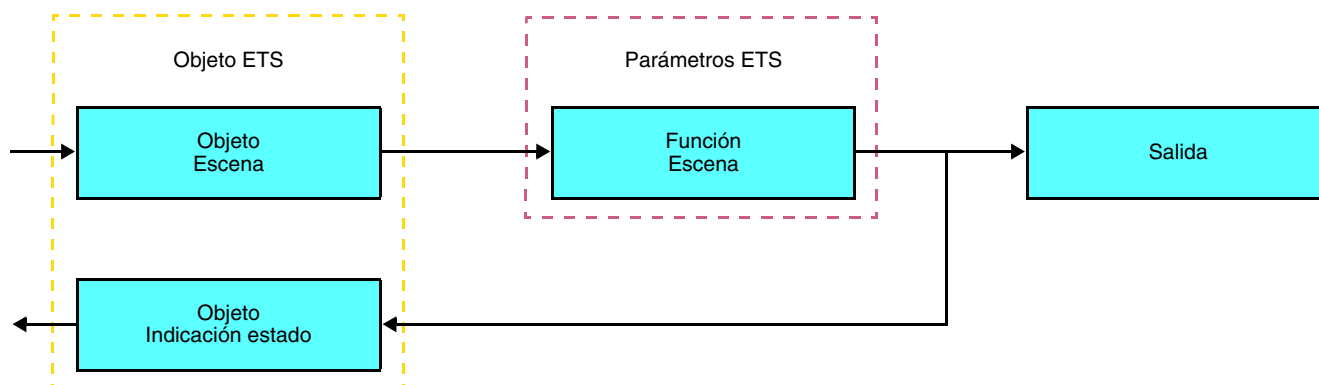 Objeto ETS
Parámetros ETS
Objeto
Escena
Función
Escena
Salida
Objeto
Indicación estado